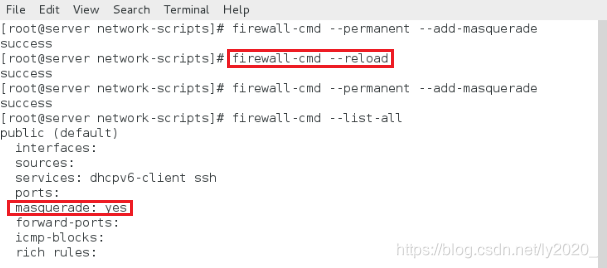 File Edit View Search Terminal Help
[root@server network-scripts]# firewall-cmd --permanent --add-masquerade
success
[root@server network-scripts]# firewall-cmd --reload
success
[root@server network-scripts]# firewall-cmd --permanent --add-masquerade
success
[root@server network-scripts]# firewall-cmd --list-all
public (default)
  interfaces:
  sources:
  services: dhcpv6-client ssh
  ports:
  masquerade: yes
  forward-ports:
  icmp-blocks:
  rich rules:
https://blog.csdn.net/ly2020_